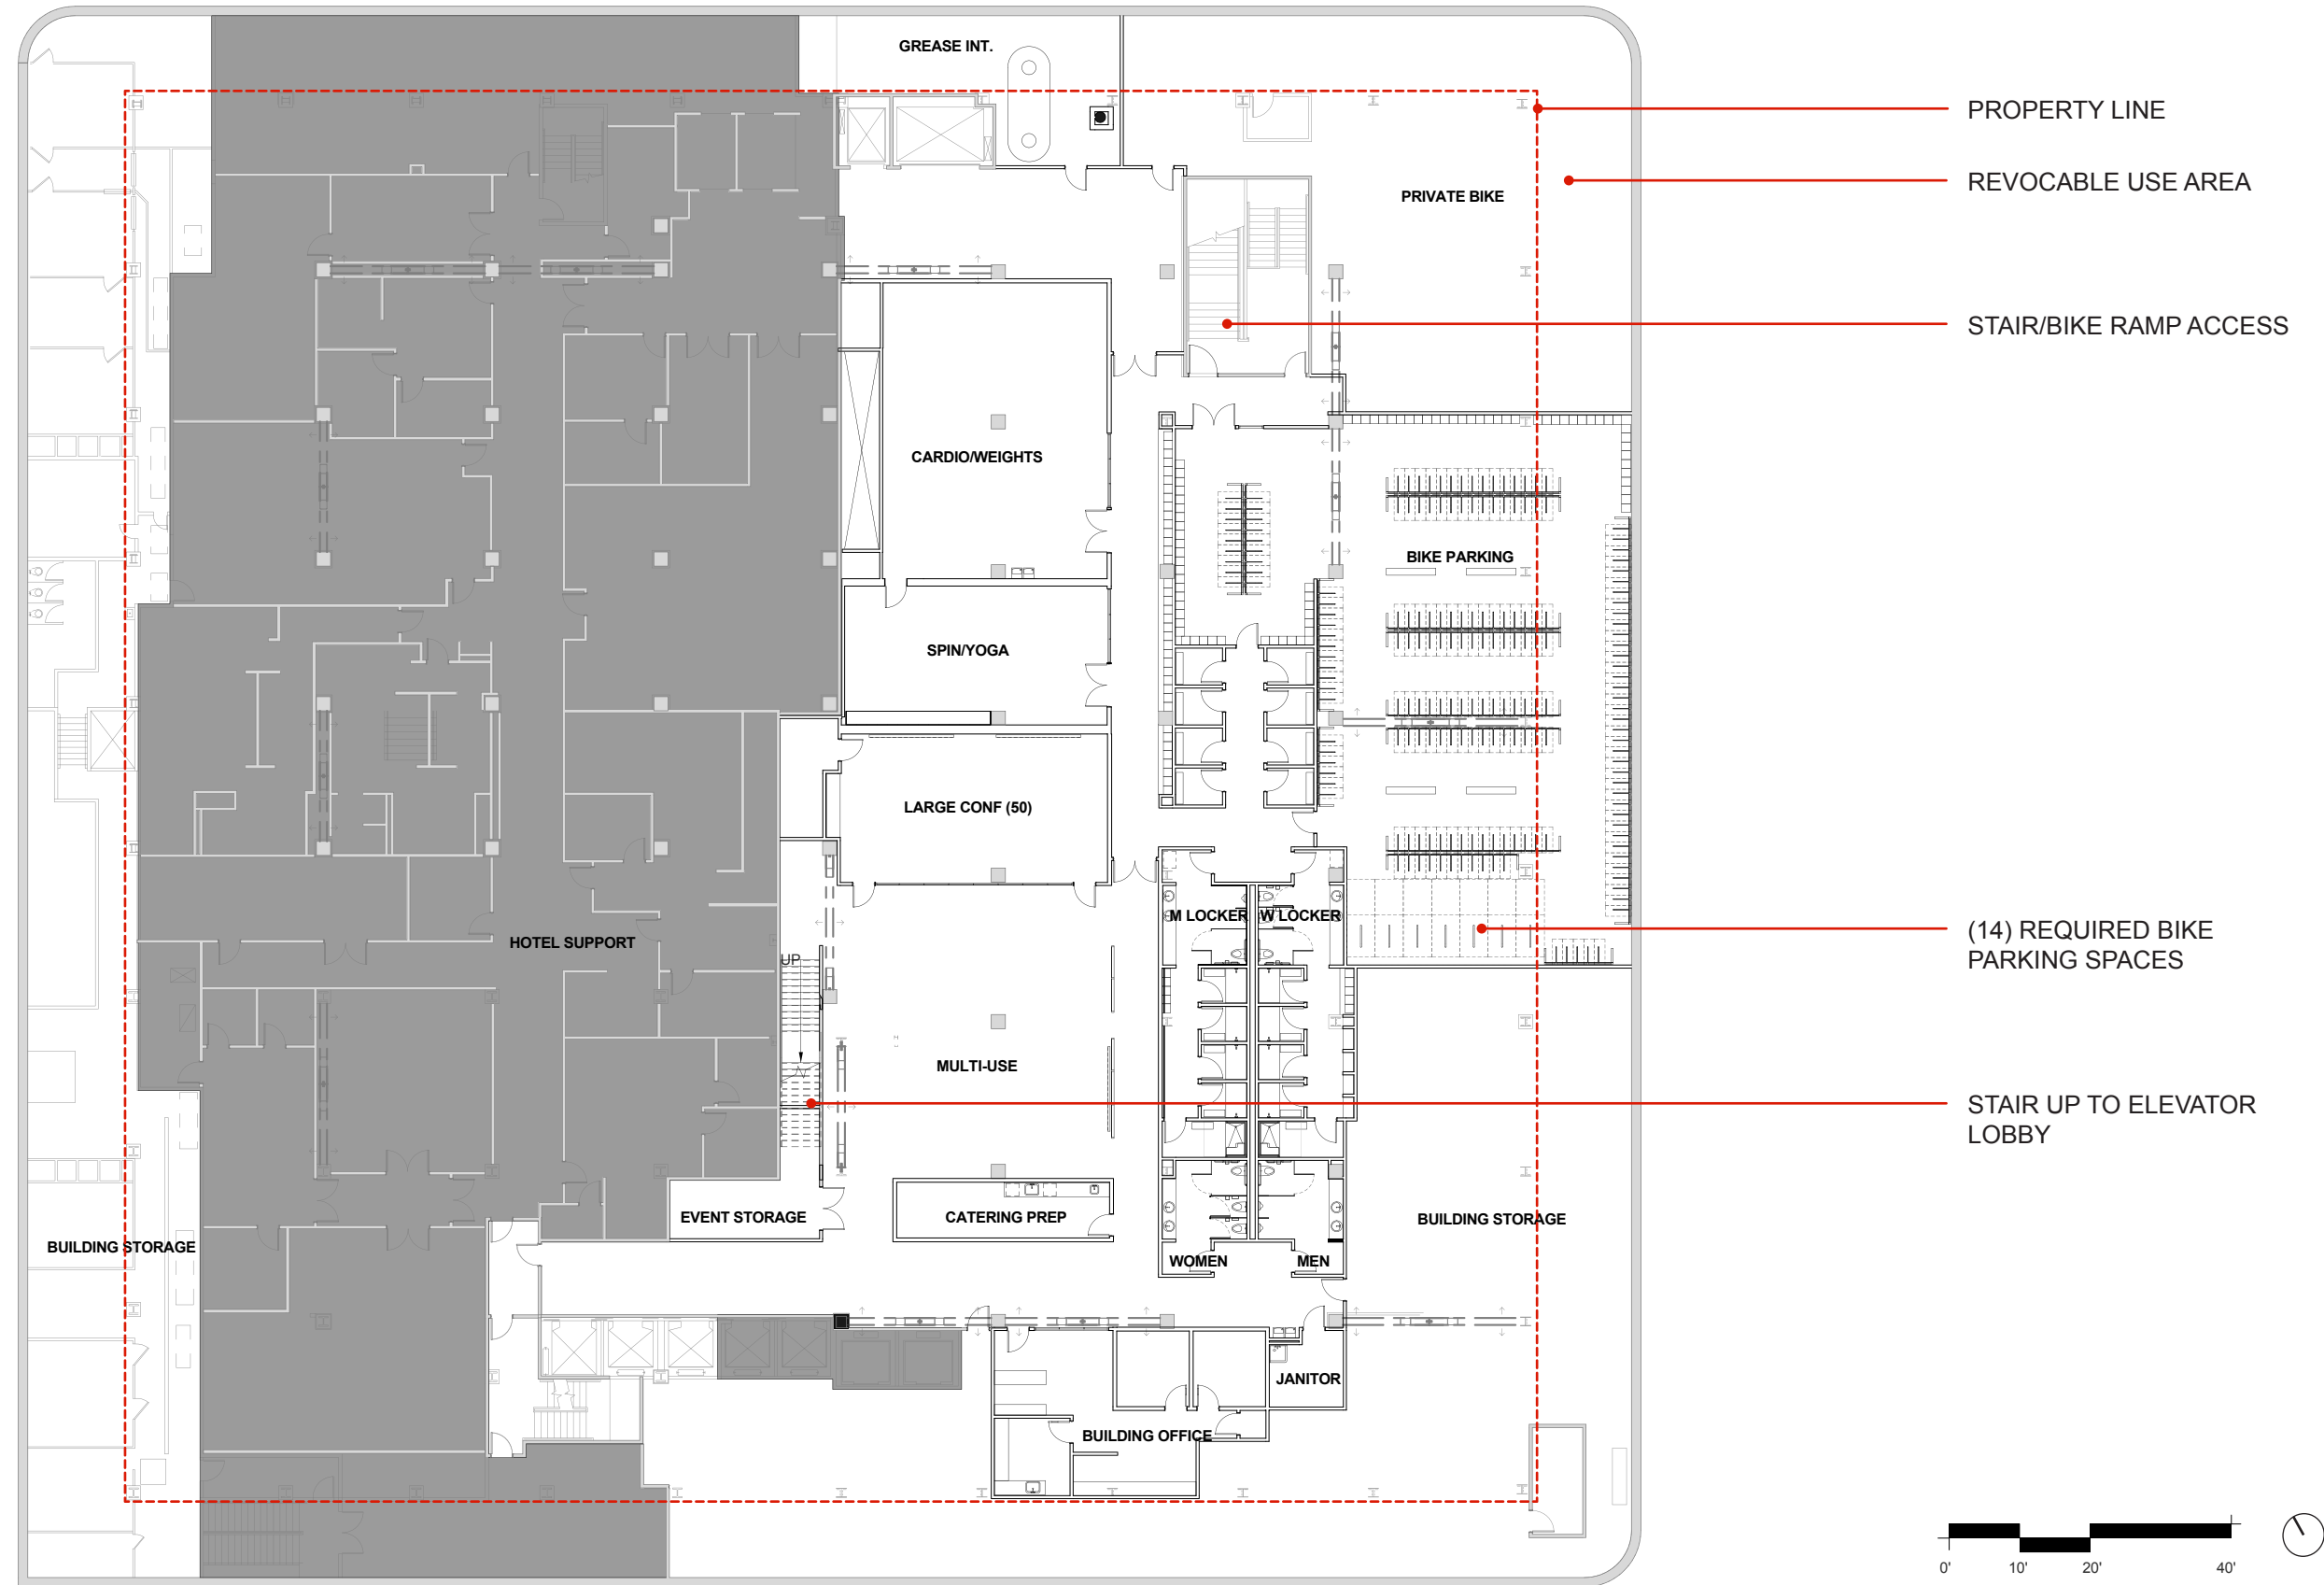 GREASE INT.
PROPERTY LINE
REVOCABLE USE AREA
PRIVATE BIKE
STAIR/BIKE RAMP ACCESS
CARDIO/WEIGHTS
BIKE PARKING
SPIN/YOGA
LARGE CONF (50)
M LOCKER
W LOCKER
(14) REQUIRED BIKE
PARKING SPACES
HOTEL SUPPORT
UP
MULTI-USE
STAIR UP TO ELEVATOR
LOBBY
EVENT STORAGE
CATERING PREP
BUILDING STORAGE
BUILDING STORAGE
WOMEN
MEN
JANITOR
BUILDING OFFICE
0' 10' 20' 40'